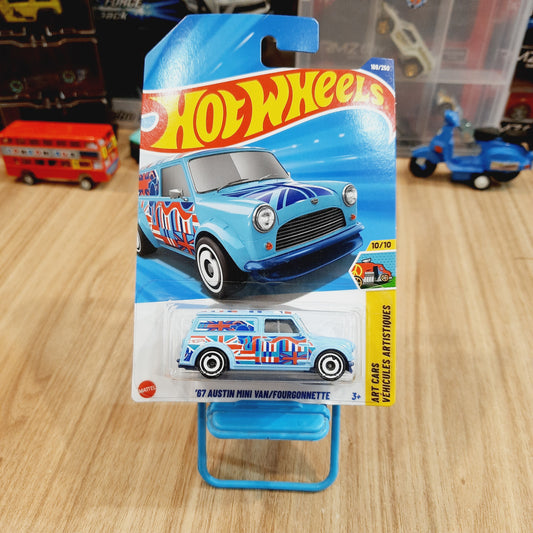 108/250
HOT WHEELS
10/10
ART CARS
VÉHICULES ARTISTIQUES
MATTEL
'67 AUSTIN MINI VAN/FOURGONNETTE
3+